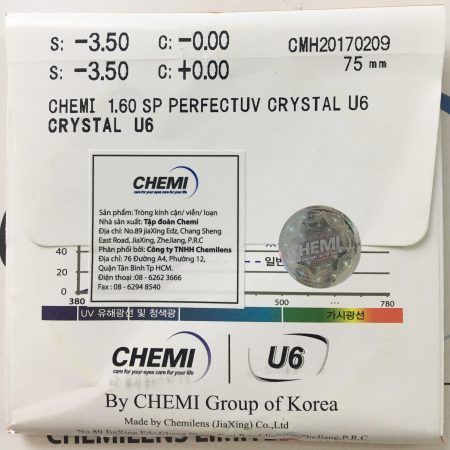 S: −3.50 C: −0.00 CMH20170209
S: −3.50 C: +0.00 75 mm
CHEMI 1.60 SP PERFECTUV CRYSTAL U6
CRYSTAL U6
CHEMI
care for your eyes care for your life
Sản phẩm: Tròng kính cận/ viễn/ loạn
Nhà sản xuất: Tập đoàn Chemi
Địa chỉ: No.89 JiaXing Edz, Chang Sheng
East Road, JiaXing, ZheJiang, P.R.C
Phân phối bởi: Công ty TNHH Chemilens
Địa chỉ: 76 Đường A4, Phường 12,
Quận Tân Bình Tp HCM.
Điện thoại :08 - 6262 3666
Fax : 08 - 6294 8540
CHEMI
40
20
0
일반
380 500 780
UV 유해광선 및 청색광 가시광선
CHEMI U6
care for your eyes care for your life
By CHEMI Group of Korea
Made by Chemilens (JiaXing) Co.,Ltd
CHEMILENS LIMITED